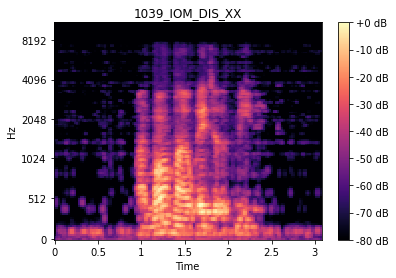 1039_IOM_DIS_XX
+0 dB
8192
-10 dB
4096
-20 dB
-30 dB
2048
Hz
-40 dB
1024
-50 dB
512
-60 dB
-70 dB
0
-80 dB
0 0.5 1 1.5 2 2.5 3
Time